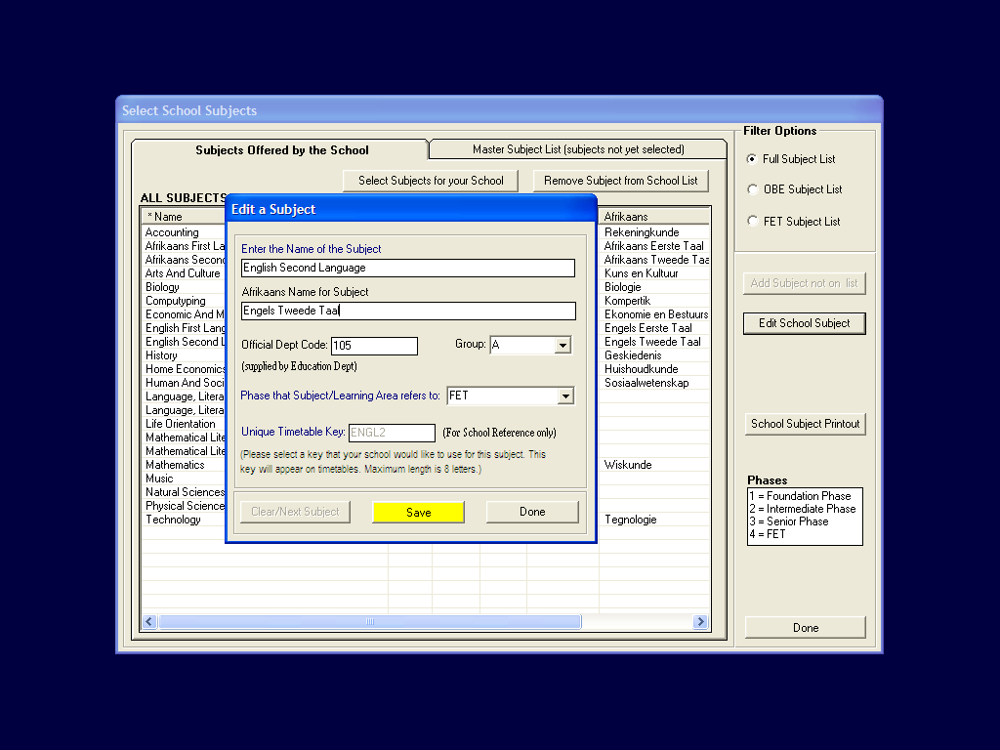 Select School Subjects
Subjects Offered by the School
Master Subject List (subjects not yet selected)
Select Subjects for your School
Remove Subject from School List
ALL SUBJECTS
* Name
Afrikaans
Accounting
Rekeningkunde
Afrikaans First La
Afrikaans Eerste Taal
Afrikaans Second
Afrikaans Tweede Taa
Arts And Culture
Kuns en Kultuur
Biology
Biologie
Computyping
Kompertik
Economic And M
Ekonomie en Bestuurs
English First Lang
Engels Eerste Taal
English Second L
Engels Tweede Taal
History
Geskiedenis
Home Economics
Huishoudkunde
Human And Soci
Sosiaalwetenskap
Language, Litera
Language, Litera
Life Orientation
Mathematical Lite
Mathematical Lite
Mathematics
Wiskunde
Music
Natural Sciences
Physical Science
Technology
Tegnologie
Edit a Subject
Enter the Name of the Subject
English Second Language
Afrikaans Name for Subject
Engels Tweede Taal
Official Dept Code: 105
Group: A
(supplied by Education Dept)
Phase that Subject/Learning Area refers to: FET
Unique Timetable Key: ENGL2 (For School Reference only)
(Please select a key that your school would like to use for this subject. This
key will appear on timetables. Maximum length is 8 letters.)
Clear/Next Subject
Save
Done
Filter Options
Full Subject List
OBE Subject List
FET Subject List
Add Subject not on list
Edit School Subject
School Subject Printout
Phases
1 = Foundation Phase
2 = Intermediate Phase
3 = Senior Phase
4 = FET
Done